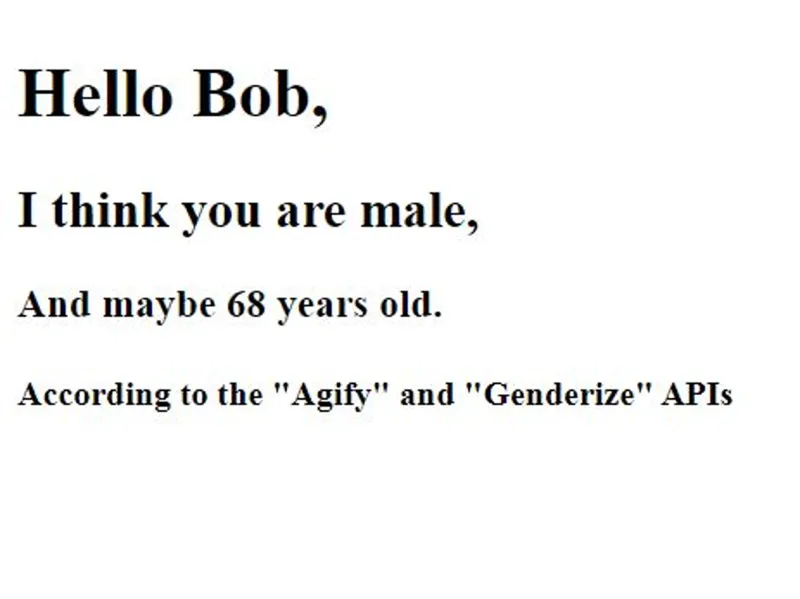 Hello Bob,
I think you are male,
And maybe 68 years old.
According to the "Agify" and "Genderize" APIs